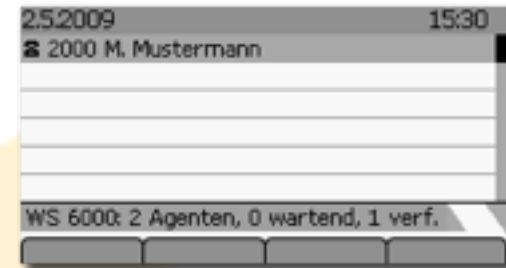 2.5.2009 15:30
2000 M. Mustermann
WS 6000: 2 Agenten, 0 wartend, 1 verf.